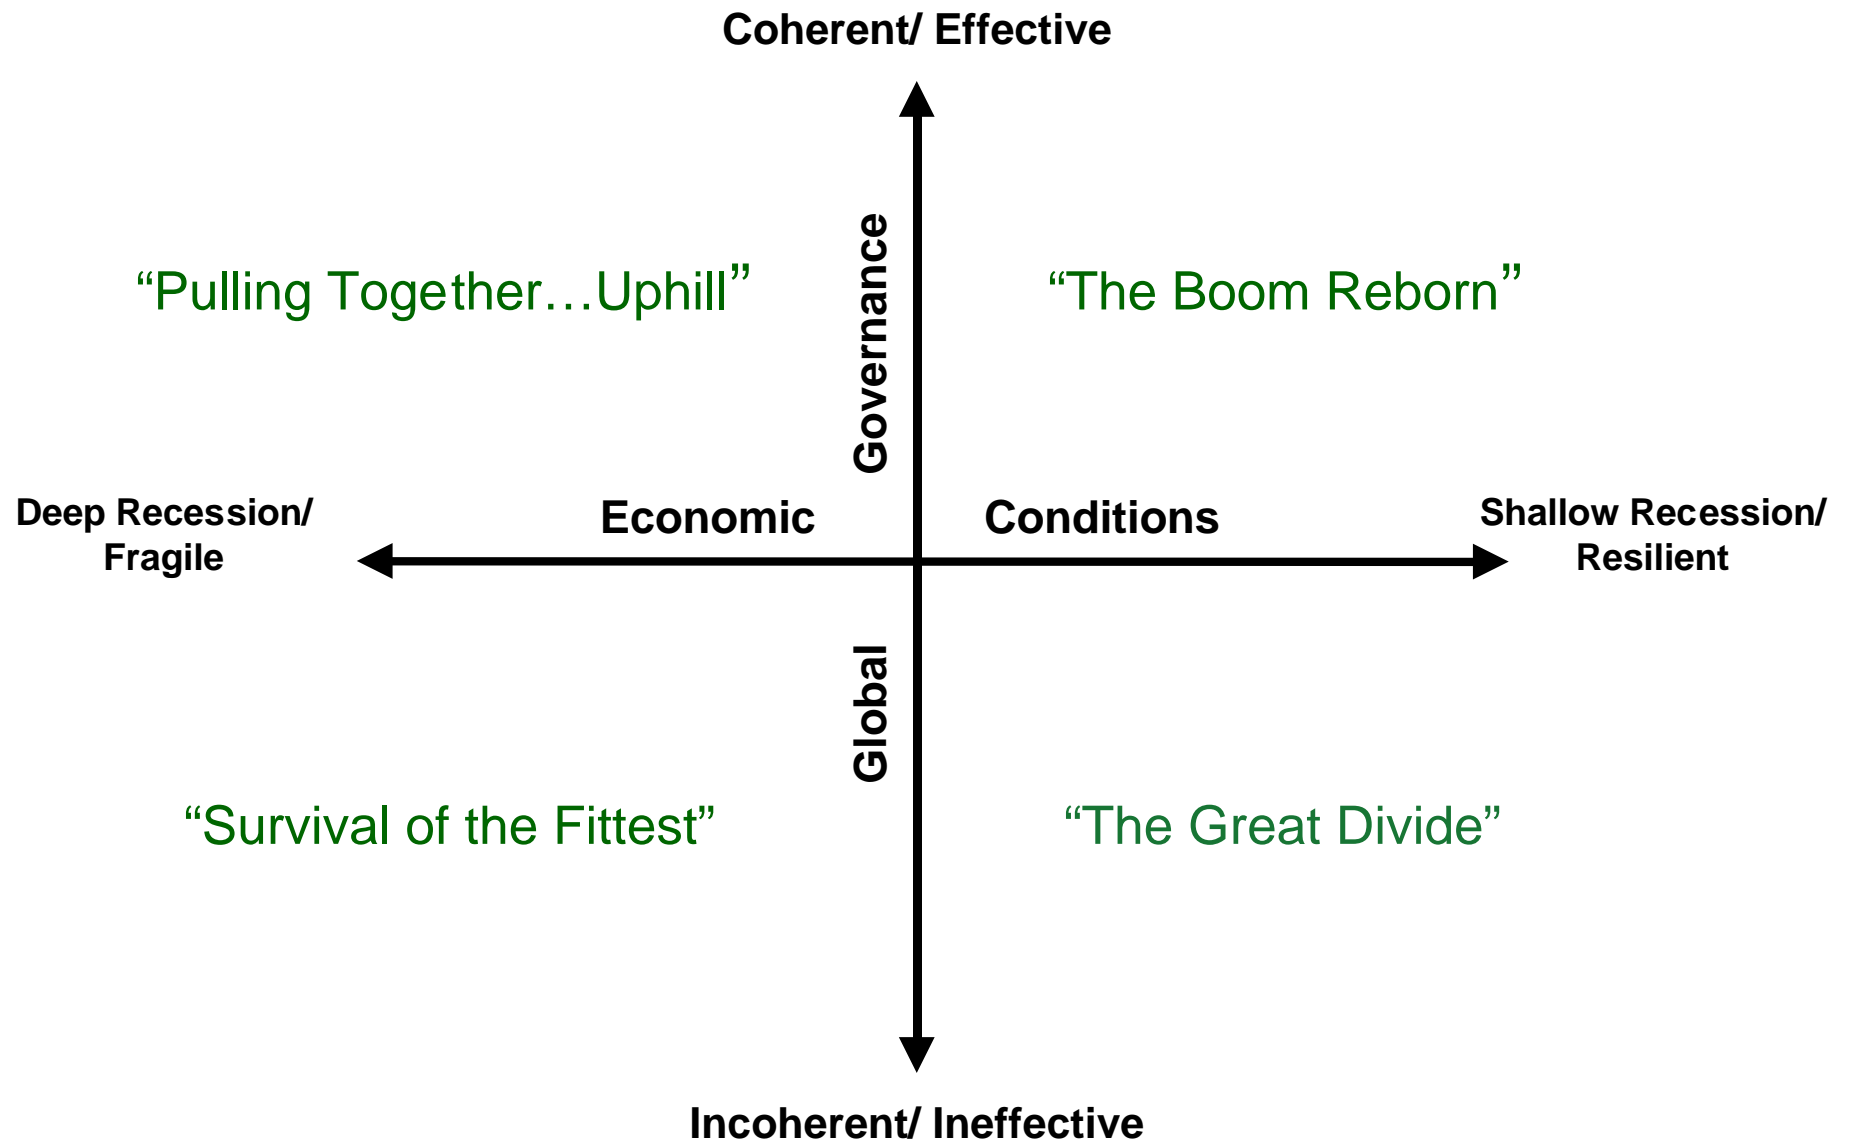 Coherent/ Effective
Governance
“Pulling Together…Uphill”
“The Boom Reborn”
Deep Recession/
Fragile
Economic Conditions
Shallow Recession/
Resilient
Global
“Survival of the Fittest”
“The Great Divide”
Incoherent/ Ineffective